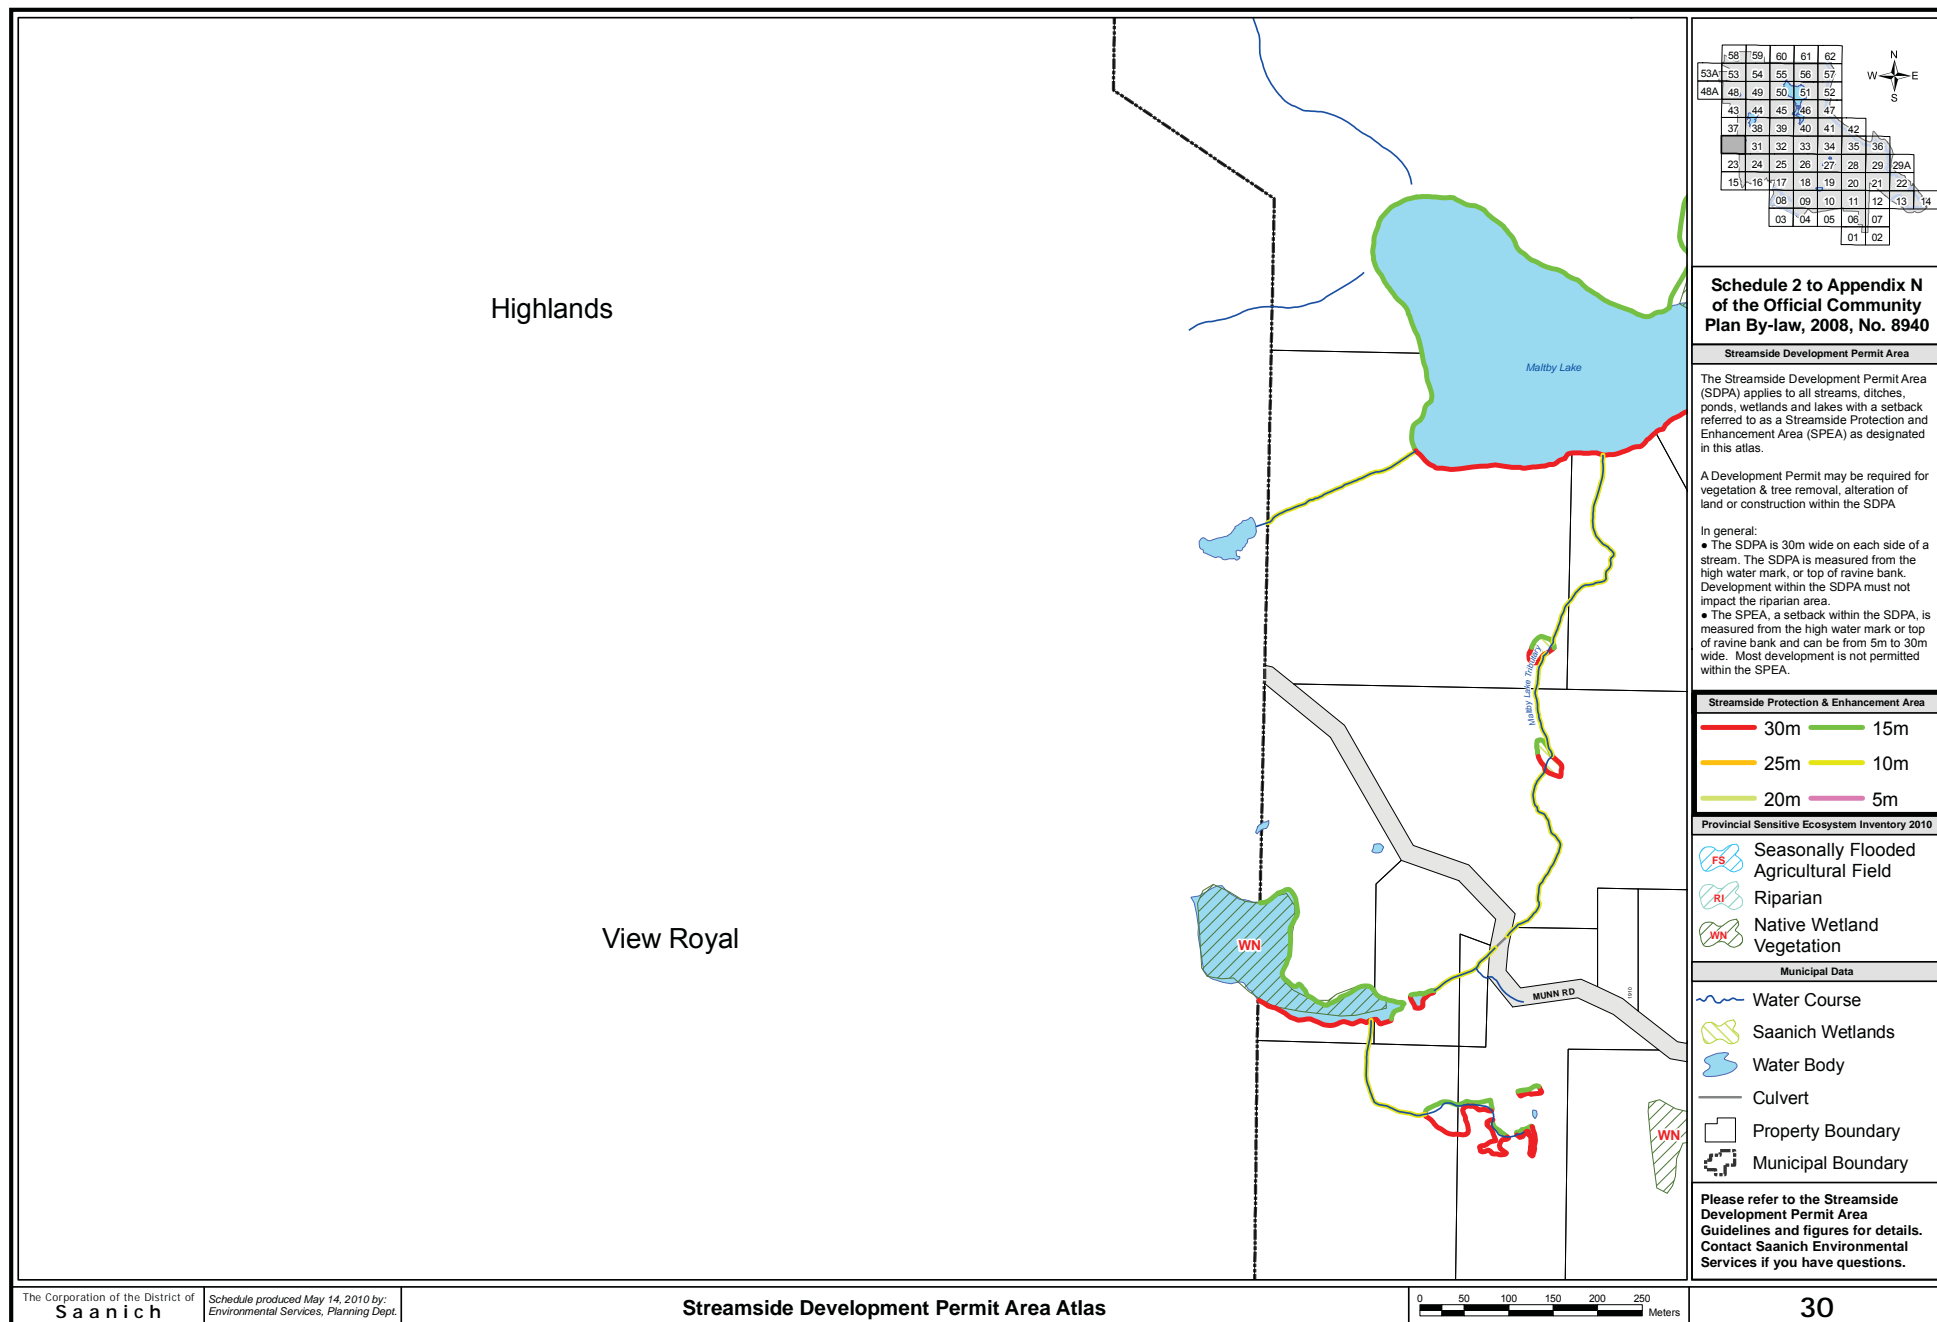 Highlands
View Royal
Maltby Lake
Maltby Lake Tributary
WN
MUNN RD
1910
WN
58 59 60 61 62
53A 53 54 55 56 57
48A 48 49 50 51 52
43 44 45 46 47
37 38 39 40 41 42
31 32 33 34 35 36
23 24 25 26 27 28 29 29A
15 16 17 18 19 20 21 22
08 09 10 11 12 13 14
03 04 05 06 07
01 02
N
W E
S
Schedule 2 to Appendix N
of the Official Community
Plan By-law, 2008, No. 8940
Streamside Development Permit Area
The Streamside Development Permit Area
(SDPA) applies to all streams, ditches,
ponds, wetlands and lakes with a setback
referred to as a Streamside Protection and
Enhancement Area (SPEA) as designated
in this atlas.
A Development Permit may be required for
vegetation & tree removal, alteration of
land or construction within the SDPA
In general:
● The SDPA is 30m wide on each side of a
stream. The SDPA is measured from the
high water mark, or top of ravine bank.
Development within the SDPA must not
impact the riparian area.
● The SPEA, a setback within the SDPA, is
measured from the high water mark or top
of ravine bank and can be from 5m to 30m
wide. Most development is not permitted
within the SPEA.
Streamside Protection & Enhancement Area
30m 15m
25m 10m
20m 5m
Provincial Sensitive Ecosystem Inventory 2010
FS Seasonally Flooded
Agricultural Field
RI Riparian
WN Native Wetland
Vegetation
Municipal Data
Water Course
Saanich Wetlands
Water Body
Culvert
Property Boundary
Municipal Boundary
Please refer to the Streamside
Development Permit Area
Guidelines and figures for details.
Contact Saanich Environmental
Services if you have questions.
The Corporation of the District of
Saanich
Schedule produced May 14, 2010 by:
Environmental Services, Planning Dept.
Streamside Development Permit Area Atlas
0 50 100 150 200 250
Meters
30